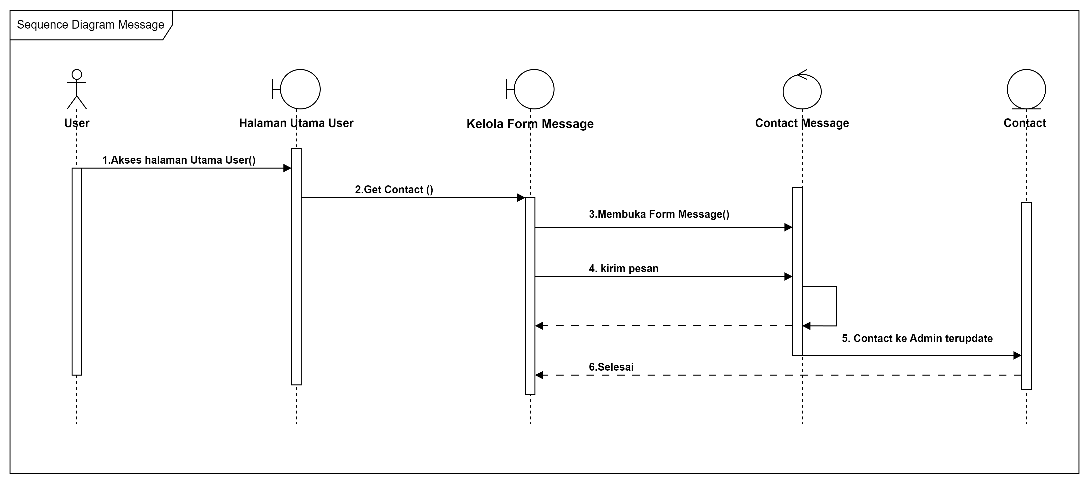 Sequence Diagram Message
User
Halaman Utama User
Kelola Form Message
Contact Message
Contact
1.Akses halaman Utama User()
2.Get Contact ()
3.Membuka Form Message()
4. kirim pesan
5. Contact ke Admin terupdate
6.Selesai